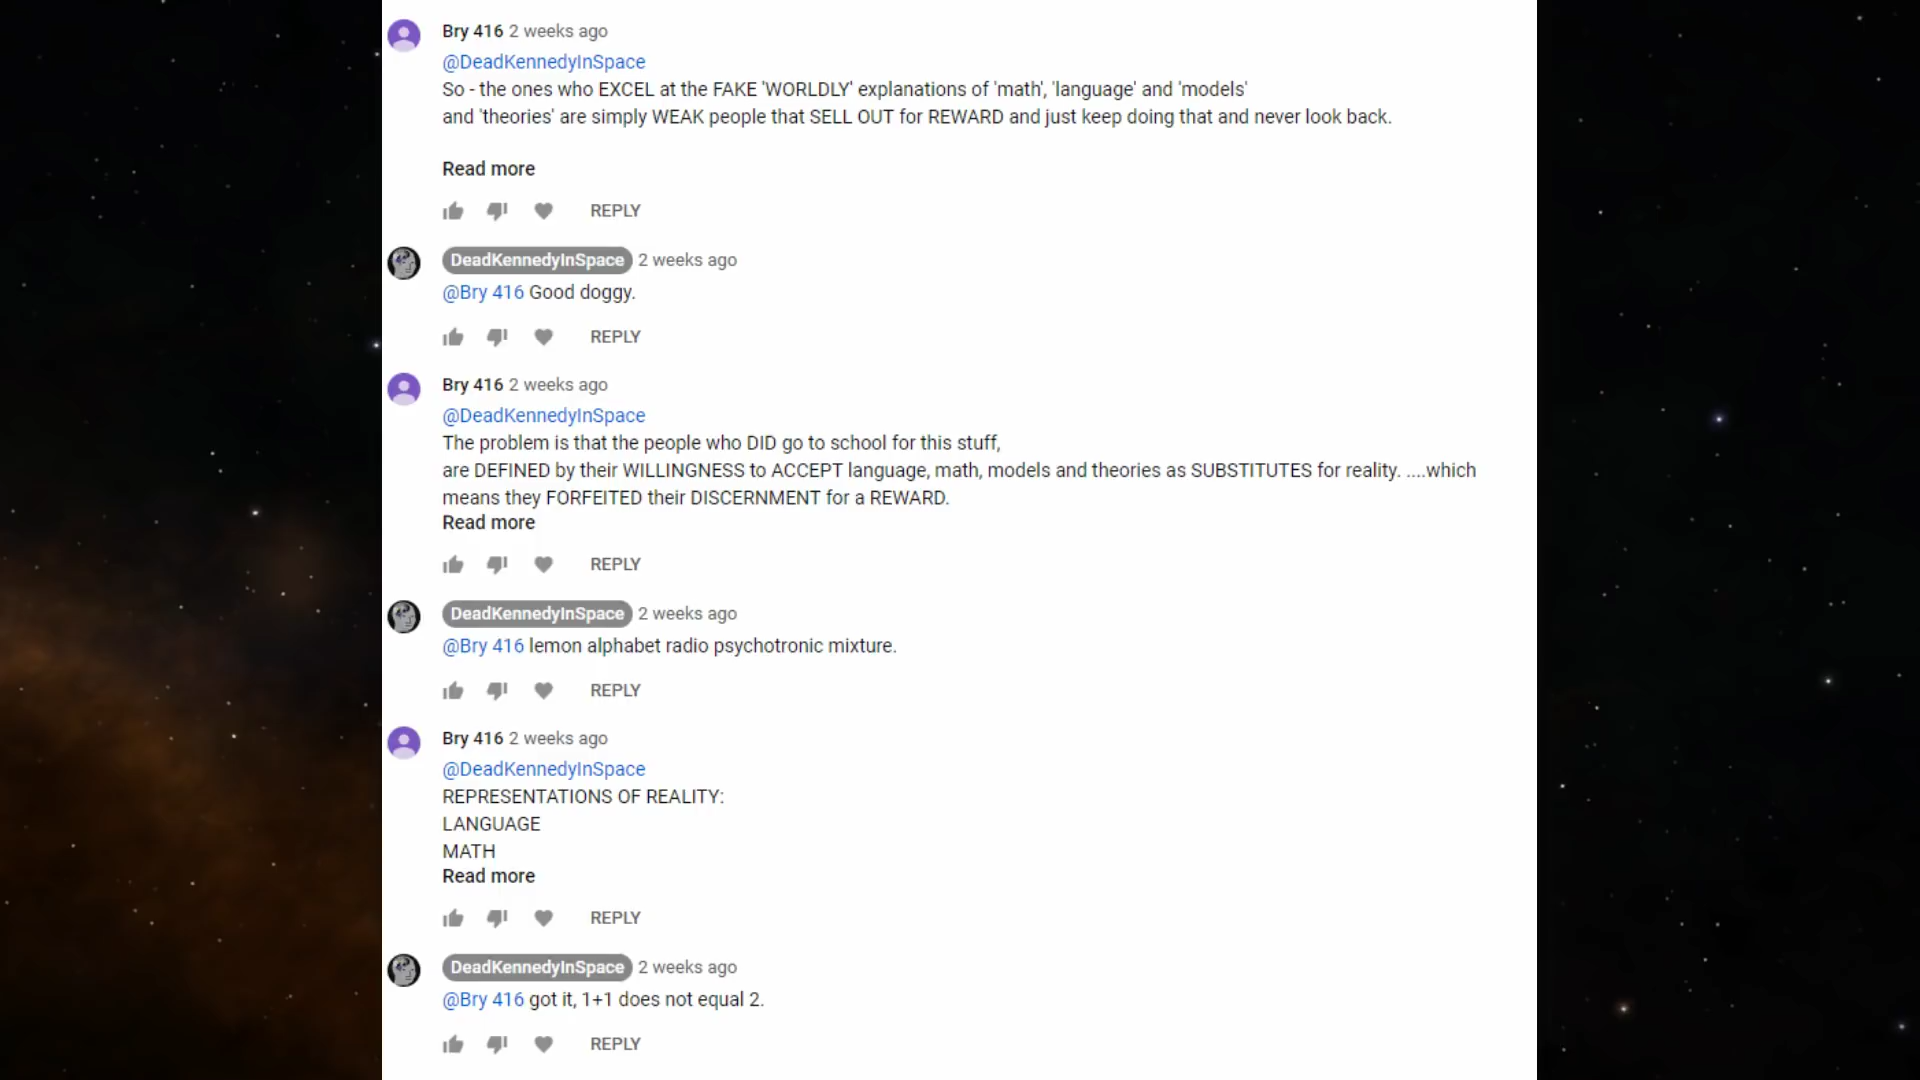 Bry 416 2 weeks ago
@DeadKennedyInSpace
So - the ones who EXCEL at the FAKE 'WORLDLY' explanations of 'math', 'language' and 'models'
and 'theories' are simply WEAK people that SELL OUT for REWARD and just keep doing that and never look back.
Read more
REPLY
DeadKennedyInSpace 2 weeks ago
@Bry 416 Good doggy.
REPLY
Bry 416 2 weeks ago
@DeadKennedyInSpace
The problem is that the people who DID go to school for this stuff,
are DEFINED by their WILLINGNESS to ACCEPT language, math, models and theories as SUBSTITUTES for reality. ....which
means they FORFEITED their DISCERNMENT for a REWARD.
Read more
REPLY
DeadKennedyInSpace 2 weeks ago
@Bry 416 lemon alphabet radio psychotronic mixture.
REPLY
Bry 416 2 weeks ago
@DeadKennedyInSpace
REPRESENTATIONS OF REALITY:
LANGUAGE
MATH
Read more
REPLY
DeadKennedyInSpace 2 weeks ago
@Bry 416 got it, 1+1 does not equal 2.
REPLY